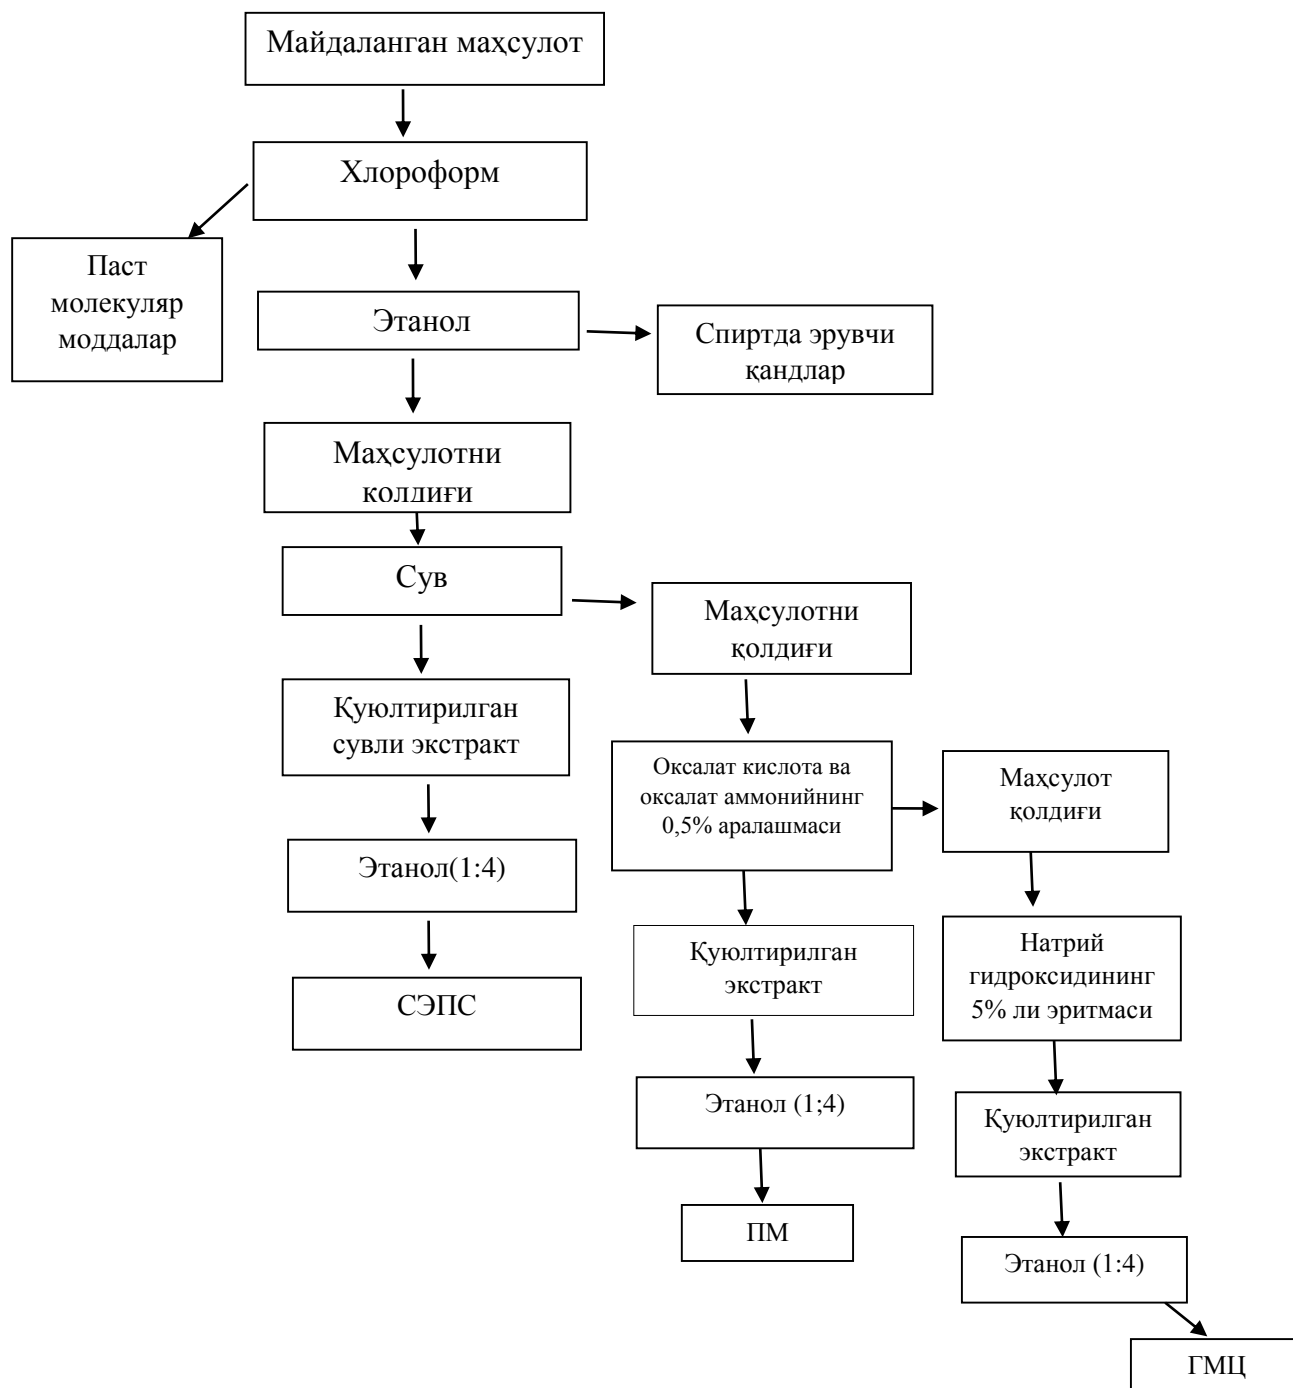 Майдаланган маҳсулот
Хлороформ
Паст
молекуляр
моддалар
Этанол
Спиртда эрувчи
қандлар
Маҳсулотни
қолдиғи
Сув
Маҳсулотни
қолдиғи
Қуюлтирилган
сувли экстракт
Оксалат кислота ва
оксалат аммонийнинг
0,5% аралашмаси
Маҳсулот
қолдиғи
Этанол(1:4)
Қуюлтирилган
экстракт
Натрий
гидроксидининг
5% ли эритмаси
СЭПС
Этанол (1;4)
Қуюлтирилган
экстракт
ПМ
Этанол (1:4)
ГМЦ